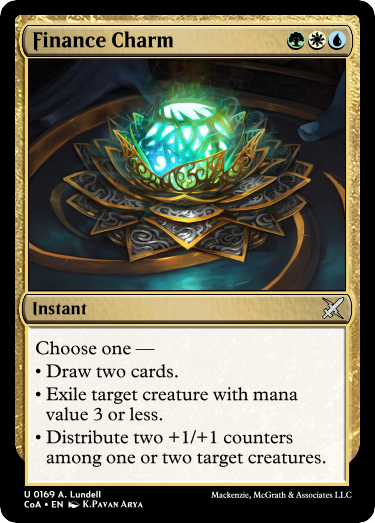 Finance Charm
Instant
Choose one —
• Draw two cards.
• Exile target creature with mana
value 3 or less.
• Distribute two +1/+1 counters
among one or two target creatures.
U 0169 A. Lundell
CoA • EN K.Pavan Arya
Mackenzie, McGrath & Associates LLC